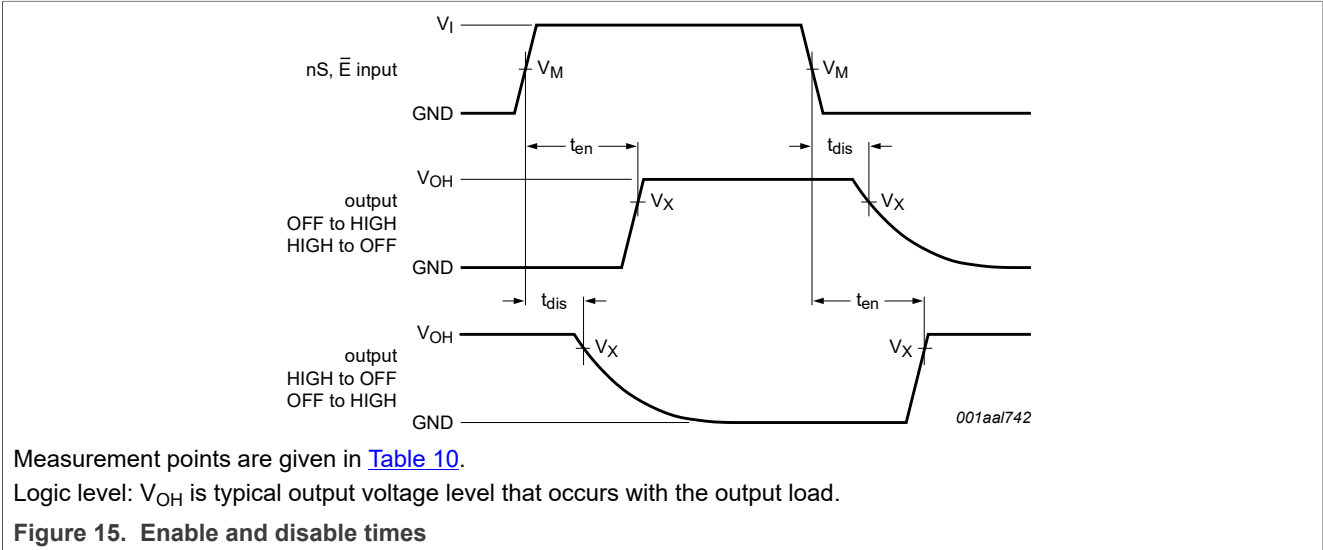 V_I
nS, Ē input
V_M
V_M
GND
t_en
t_dis
V_OH
output
OFF to HIGH
HIGH to OFF
V_X
V_X
GND
t_dis
t_en
V_OH
output
HIGH to OFF
OFF to HIGH
V_X
V_X
GND
001aal742
Measurement points are given in Table 10.
Logic level: V_OH is typical output voltage level that occurs with the output load.
Figure 15. Enable and disable times